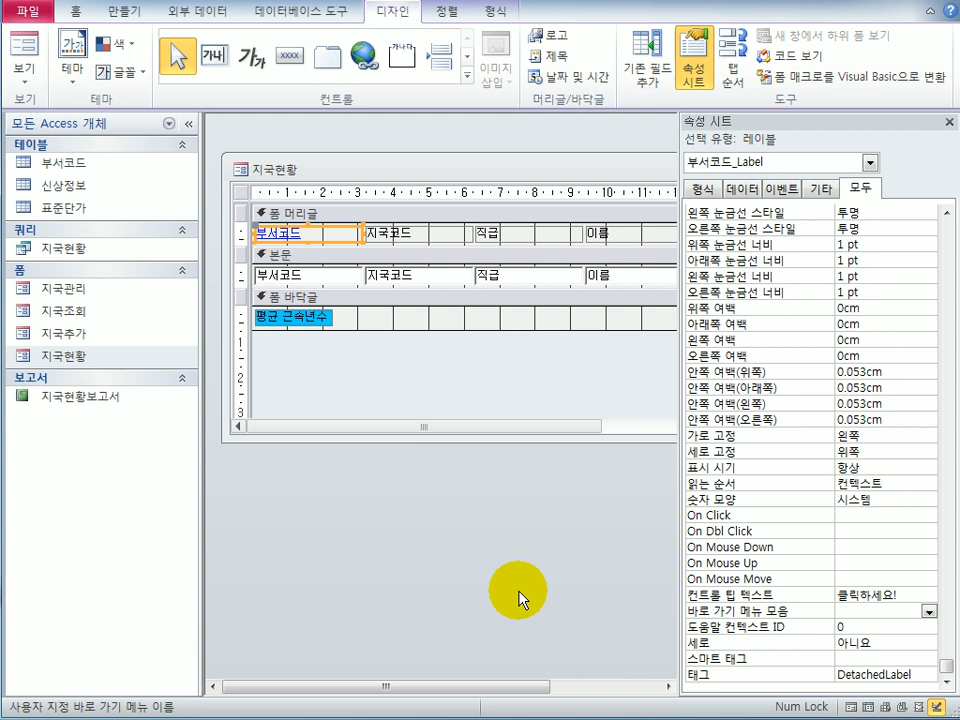 파일 홈 만들기 외부 데이터 데이터베이스 도구 디자인 정렬 형식
보기 테마 색 글꼴
가나 가가 xxxx 가나다
이미지 삽입
로고
제목
날짜 및 시간
기존 필드 추가 속성 시트 탭 순서
새 창에서 하위 폼 보기
코드 보기
폼 매크로를 Visual Basic으로 변환
보기 테마 컨트롤 머리글/바닥글 도구
모든 Access 개체
테이블
부서코드
신상정보
표준단가
쿼리
지국현황
폼
지국관리
지국조회
지국추가
지국현황
보고서
지국현황보고서
지국현황
1 2 3 4 5 6 7 8 9 10 11
폼 머리글
부서코드 지국코드 직급 이름
본문
부서코드 지국코드 직급 이름
폼 바닥글
평균 근속년수
1
2
3
속성 시트
선택 유형: 레이블
부서코드_Label
형식 데이터 이벤트 기타 모두
왼쪽 눈금선 스타일 투명
오른쪽 눈금선 스타일 투명
위쪽 눈금선 너비 1 pt
아래쪽 눈금선 너비 1 pt
왼쪽 눈금선 너비 1 pt
오른쪽 눈금선 너비 1 pt
위쪽 여백 0cm
아래쪽 여백 0cm
왼쪽 여백 0cm
오른쪽 여백 0cm
안쪽 여백(위쪽) 0.053cm
안쪽 여백(아래쪽) 0.053cm
안쪽 여백(왼쪽) 0.053cm
안쪽 여백(오른쪽) 0.053cm
가로 고정 왼쪽
세로 고정 위쪽
표시 시기 항상
읽는 순서 컨텍스트
숫자 모양 시스템
On Click
On Dbl Click
On Mouse Down
On Mouse Up
On Mouse Move
컨트롤 팁 텍스트 클릭하세요!
바로 가기 메뉴 모음
도움말 컨텍스트 ID 0
세로 아니요
스마트 태그
태그 DetachedLabel
사용자 지정 바로 가기 메뉴 이름 Num Lock